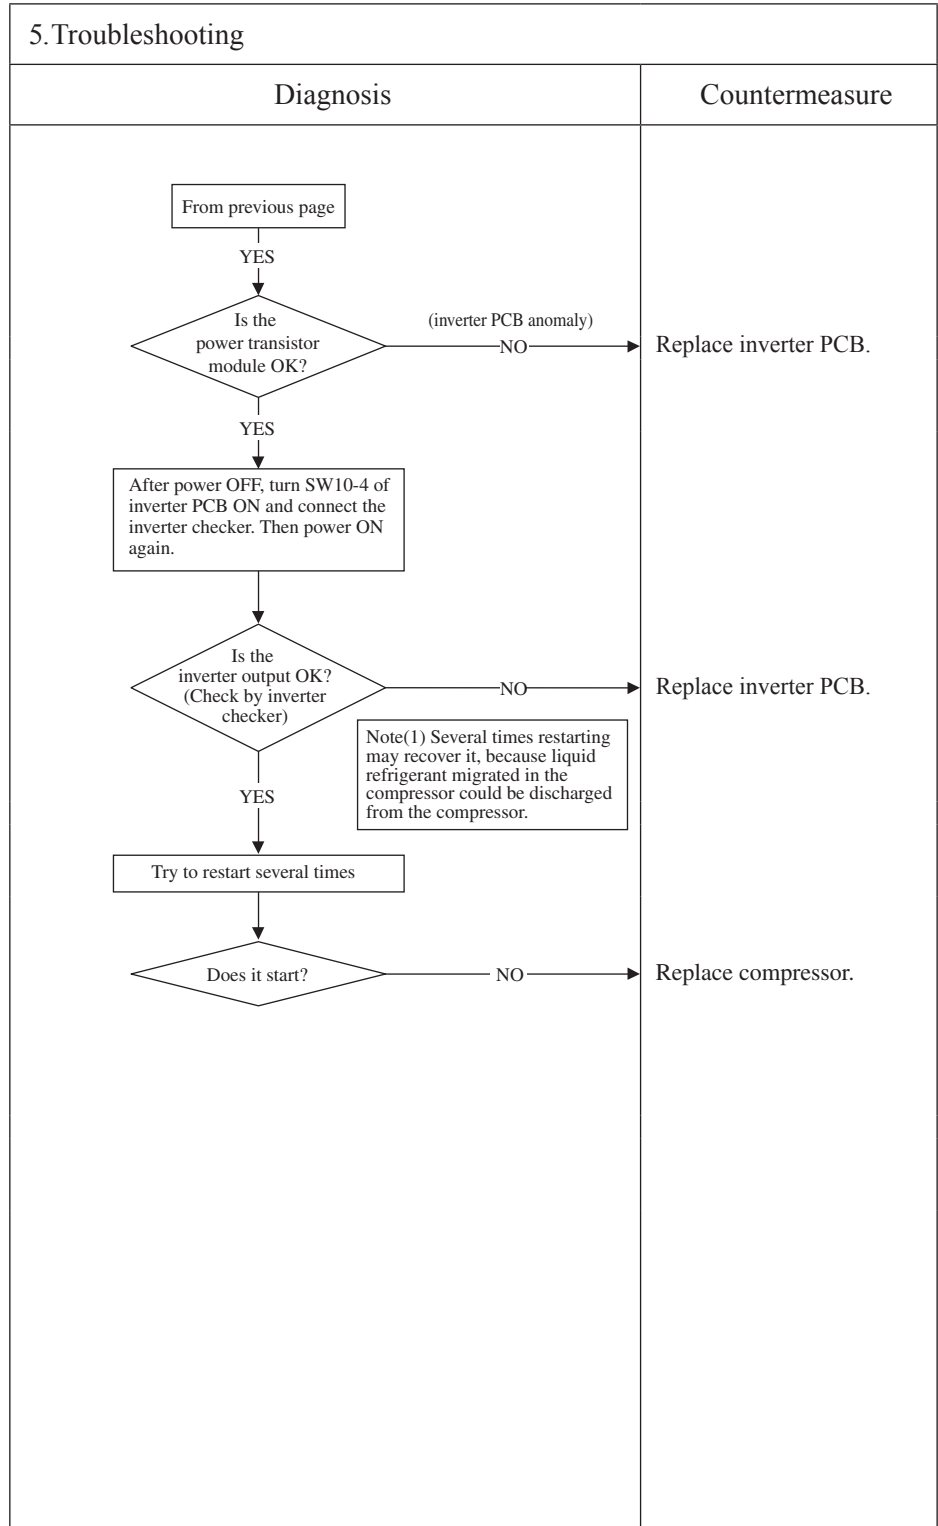 5.Troubleshooting
Diagnosis
Countermeasure
From previous page
YES
Is the
power transistor
module OK?
(inverter PCB anomaly)
NO
Replace inverter PCB.
YES
After power OFF, turn SW10-4 of
inverter PCB ON and connect the
inverter checker. Then power ON
again.
Is the
inverter output OK?
(Check by inverter
checker)
NO
Replace inverter PCB.
Note(1) Several times restarting
may recover it, because liquid
refrigerant migrated in the
compressor could be discharged
from the compressor.
YES
Try to restart several times
Does it start?
NO
Replace compressor.